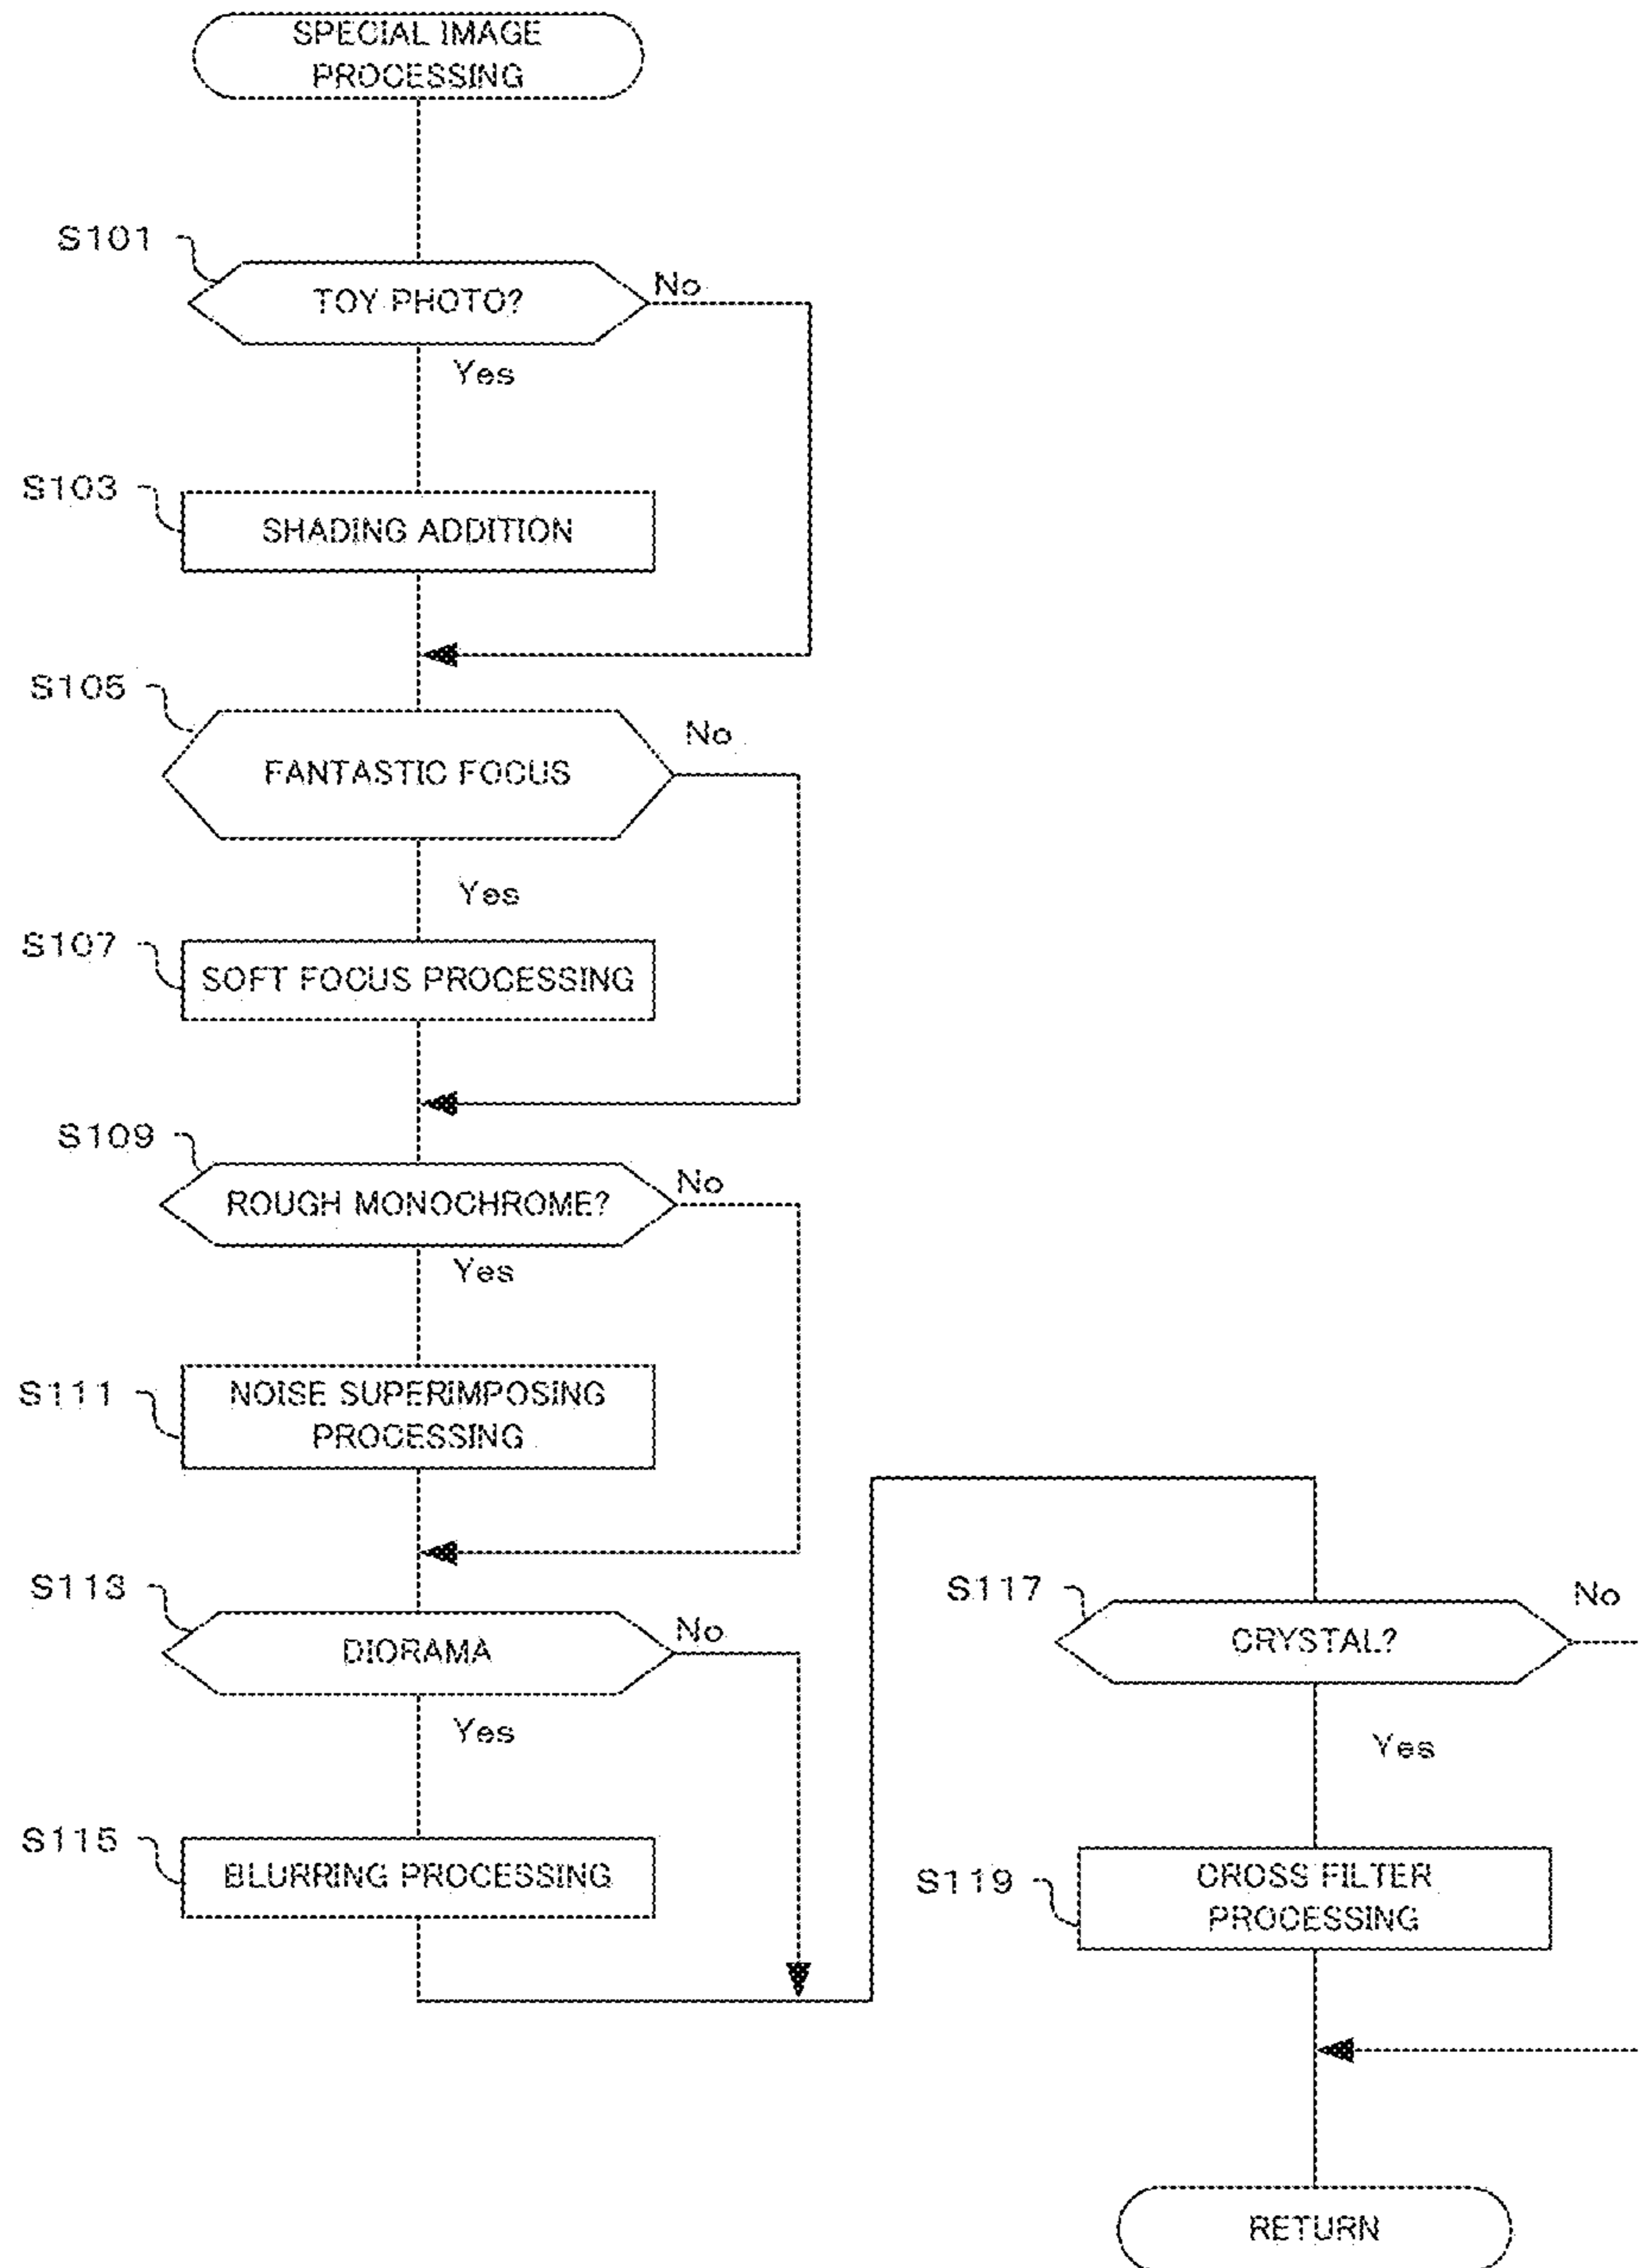 SPECIAL IMAGE
PROCESSING
S101
TOY PHOTO?
No
Yes
S103
SHADING ADDITION
S105
FANTASTIC FOCUS
No
Yes
S107
SOFT FOCUS PROCESSING
S109
ROUGH MONOCHROME?
No
Yes
S111
NOISE SUPERIMPOSING
PROCESSING
S113
DIORAMA
No
Yes
S115
BLURRING PROCESSING
S117
CRYSTAL?
No
Yes
S119
CROSS FILTER
PROCESSING
RETURN